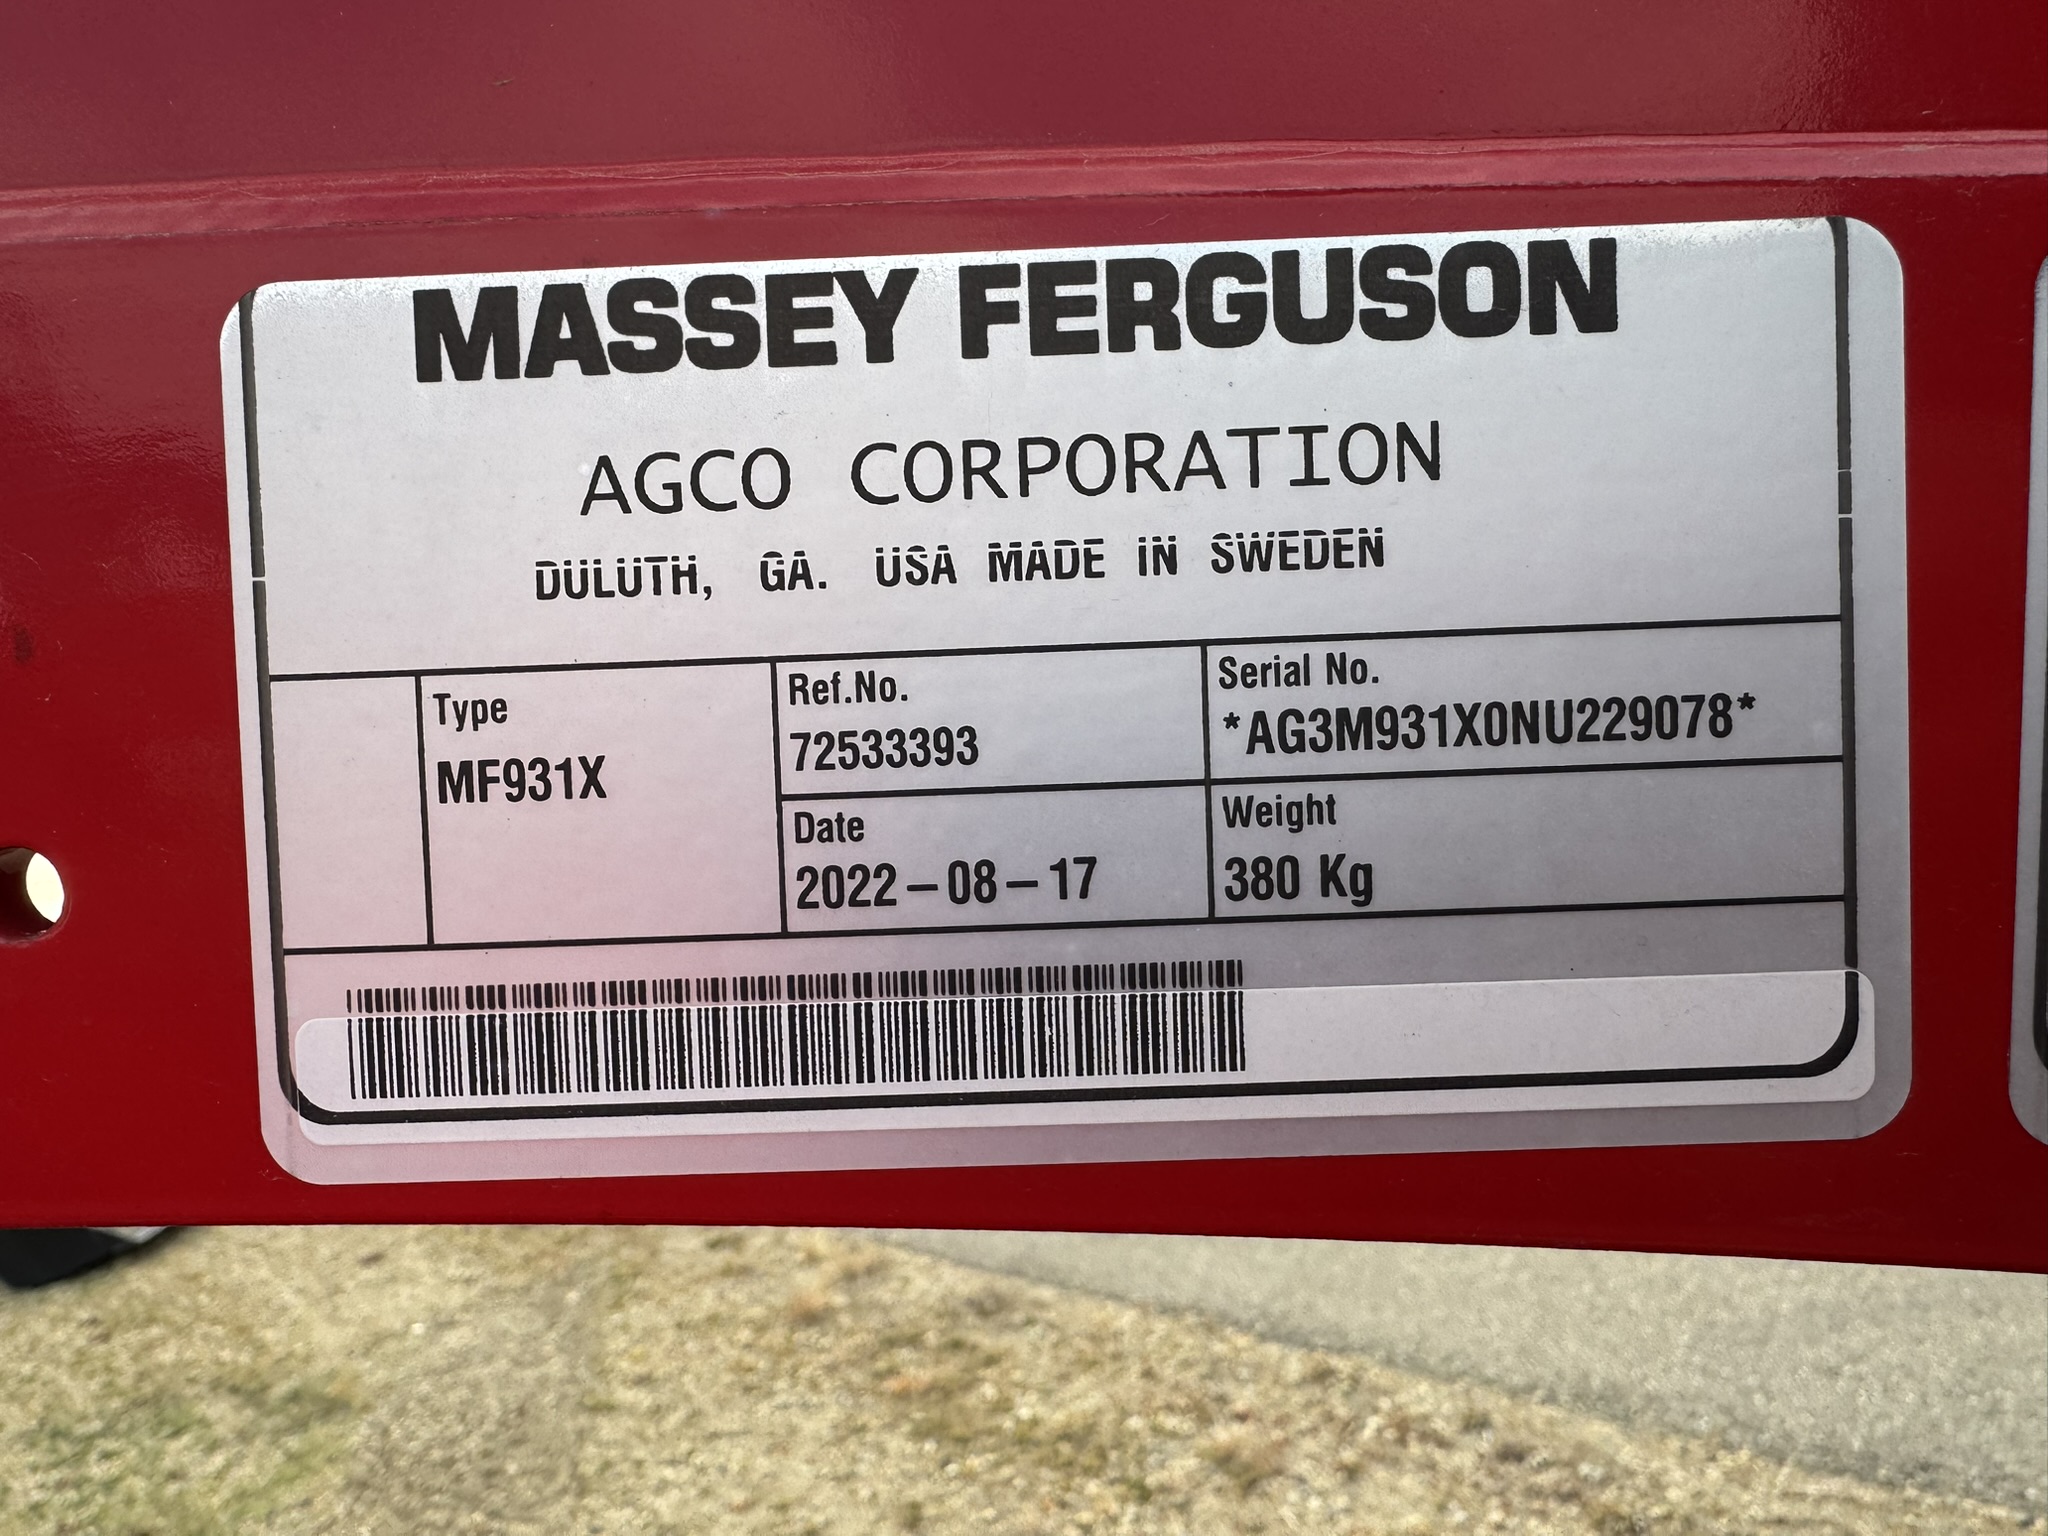 MASSEY FERGUSON
AGCO CORPORATION
DULUTH, GA. USA MADE IN SWEDEN
Type
MF931X
Ref.No.
72533393
Serial No.
*AG3M931X0NU229078*
Date
2022-08-17
Weight
380 Kg